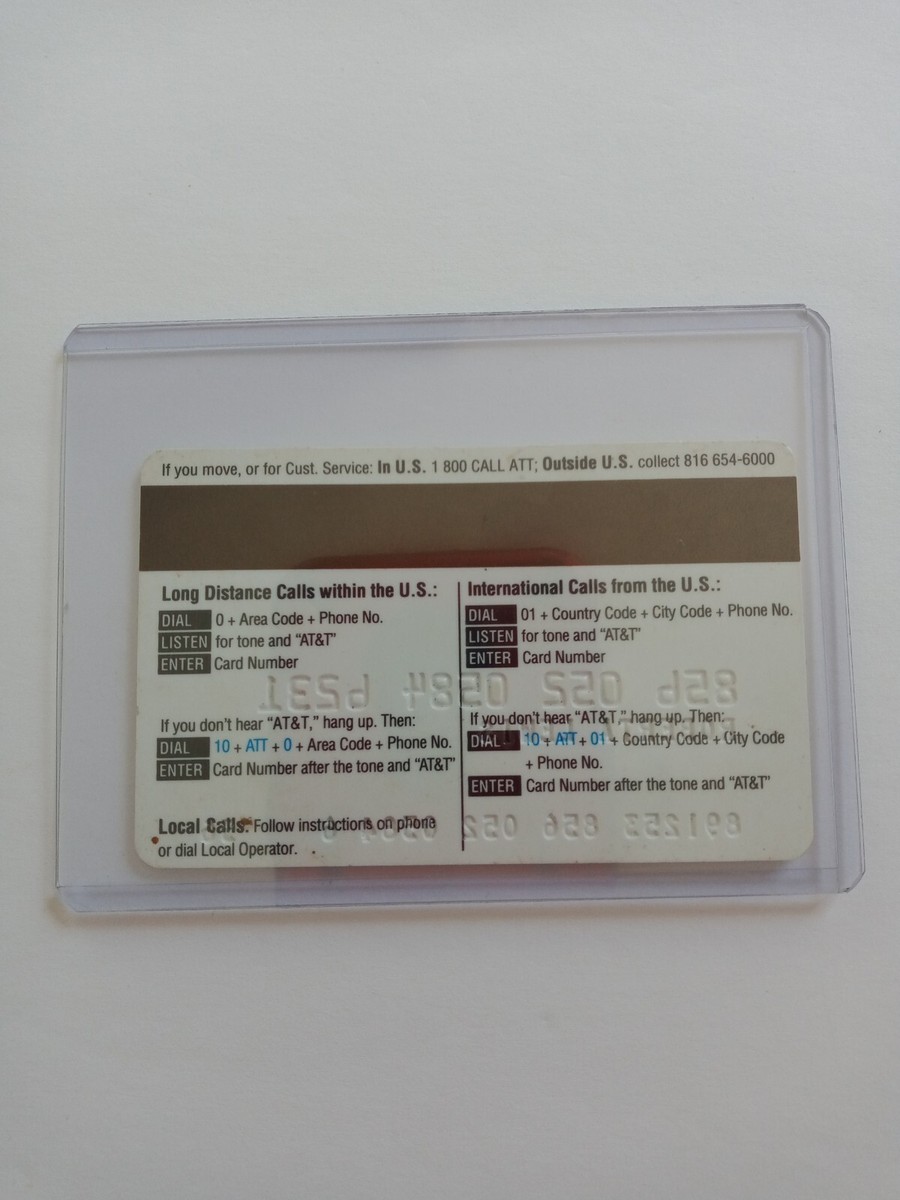 If you move, or for Cust. Service: In U.S. 1 800 CALL ATT; Outside U.S. collect 816 654-6000
Long Distance Calls within the U.S.:
DIAL 0 + Area Code + Phone No.
LISTEN for tone and "AT&T"
ENTER Card Number
If you don't hear "AT&T," hang up. Then:
DIAL 10 + ATT + 0 + Area Code + Phone No.
ENTER Card Number after the tone and "AT&T"
Local Calls: Follow instructions on phone
or dial Local Operator.
International Calls from the U.S.:
DIAL 01 + Country Code + City Code + Phone No.
LISTEN for tone and "AT&T"
ENTER Card Number
If you don't hear "AT&T," hang up. Then:
DIAL 10 + ATT + 01 + Country Code + City Code
+ Phone No.
ENTER Card Number after the tone and "AT&T"